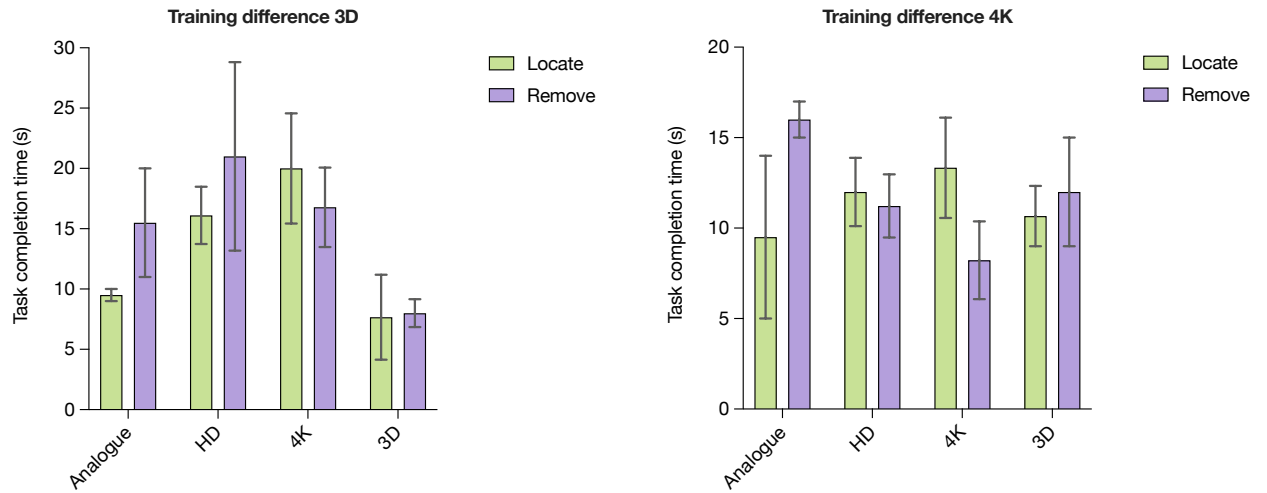 Training difference 3D
Task completion time (s)
30
25
20
15
10
5
0
Analogue
HD
4K
3D
Locate
Remove
Training difference 4K
Task completion time (s)
20
15
10
5
0
Analogue
HD
4K
3D
Locate
Remove